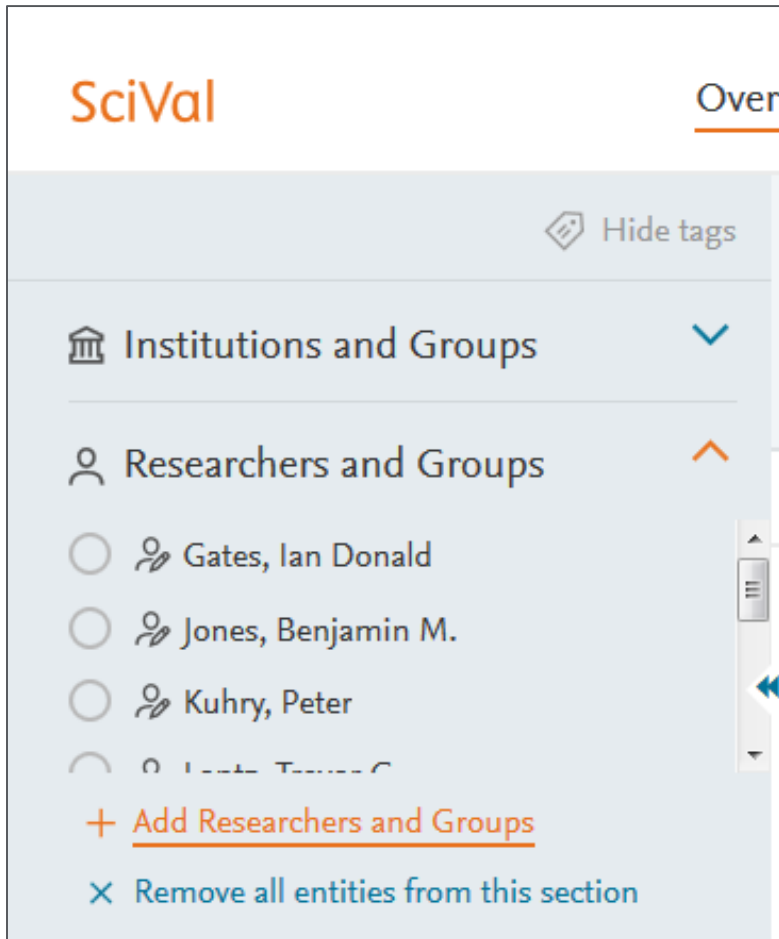 SciVal
Over
Hide tags
Institutions and Groups
Researchers and Groups
Gates, Ian Donald
Jones, Benjamin M.
Kuhry, Peter
+ Add Researchers and Groups
× Remove all entities from this section